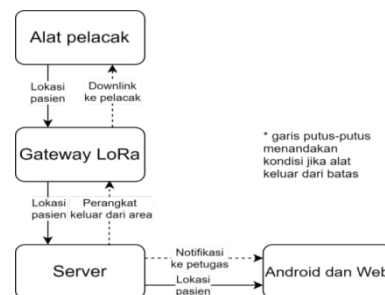 Alat pelacak
Lokasi
pasien
Downlink
ke pelacak
Gateway LoRa
* garis putus-putus
menandakan
kondisi jika alat
keluar dari batas
Lokasi
pasien
Perangkat
keluar dari area
Server
Notifikasi
ke petugas
Lokasi
pasien
Android dan Web